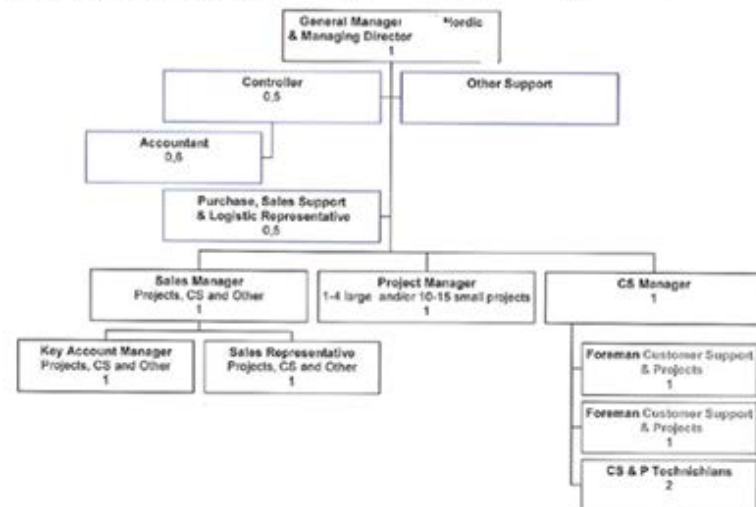 General Manager Nordic
& Managing Director
1
Controller
0,5
Other Support
Accountant
Purchase, Sales Support
& Logistic Representative
0,5
Sales Manager
Projects, CS and Other
1
Project Manager
1-4 large and/or 10-15 small projects
1
CS Manager
1
Key Account Manager
Projects, CS and Other
1
Sales Representative
Projects, CS and Other
1
Foreman Customer Support
& Projects
1
Foreman Customer Support
& Projects
1
CS & P Technichians
2